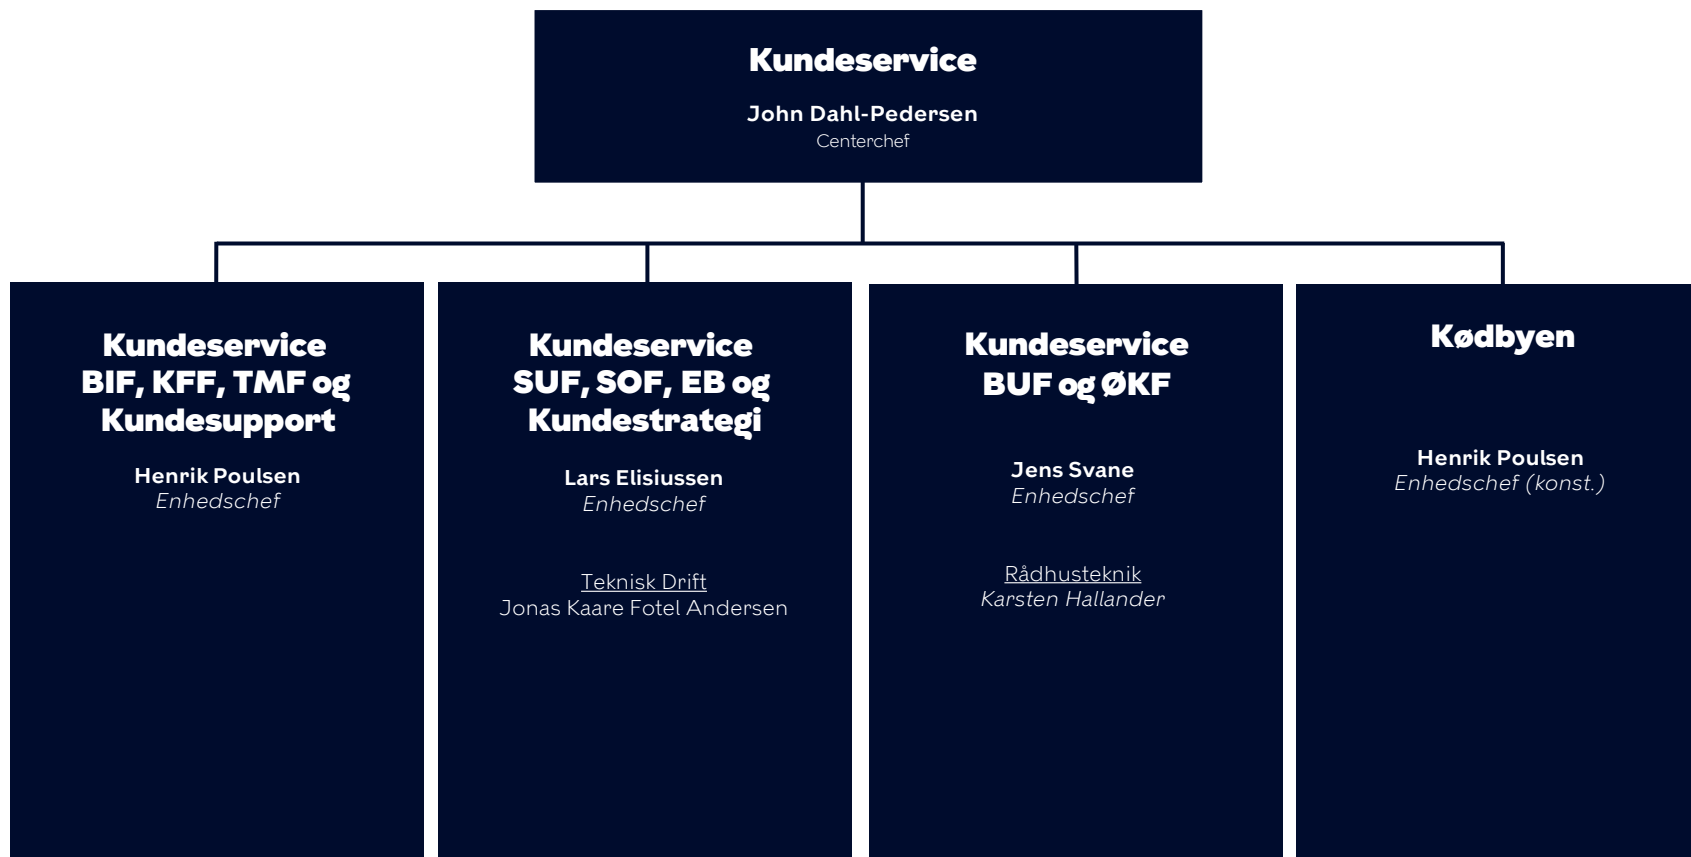 Kundeservice
John Dahl-Pedersen
Centerchef
Kundeservice
BIF, KFF, TMF og
Kundesupport
Henrik Poulsen
Enhedschef
Kundeservice
SUF, SOF, EB og
Kundestrategi
Lars Elisiussen
Enhedschef
Teknisk Drift
Jonas Kaare Fotel Andersen
Kundeservice
BUF og ØKF
Jens Svane
Enhedschef
Rådhusteknik
Karsten Hallander
Kødbyen
Henrik Poulsen
Enhedschef (konst.)